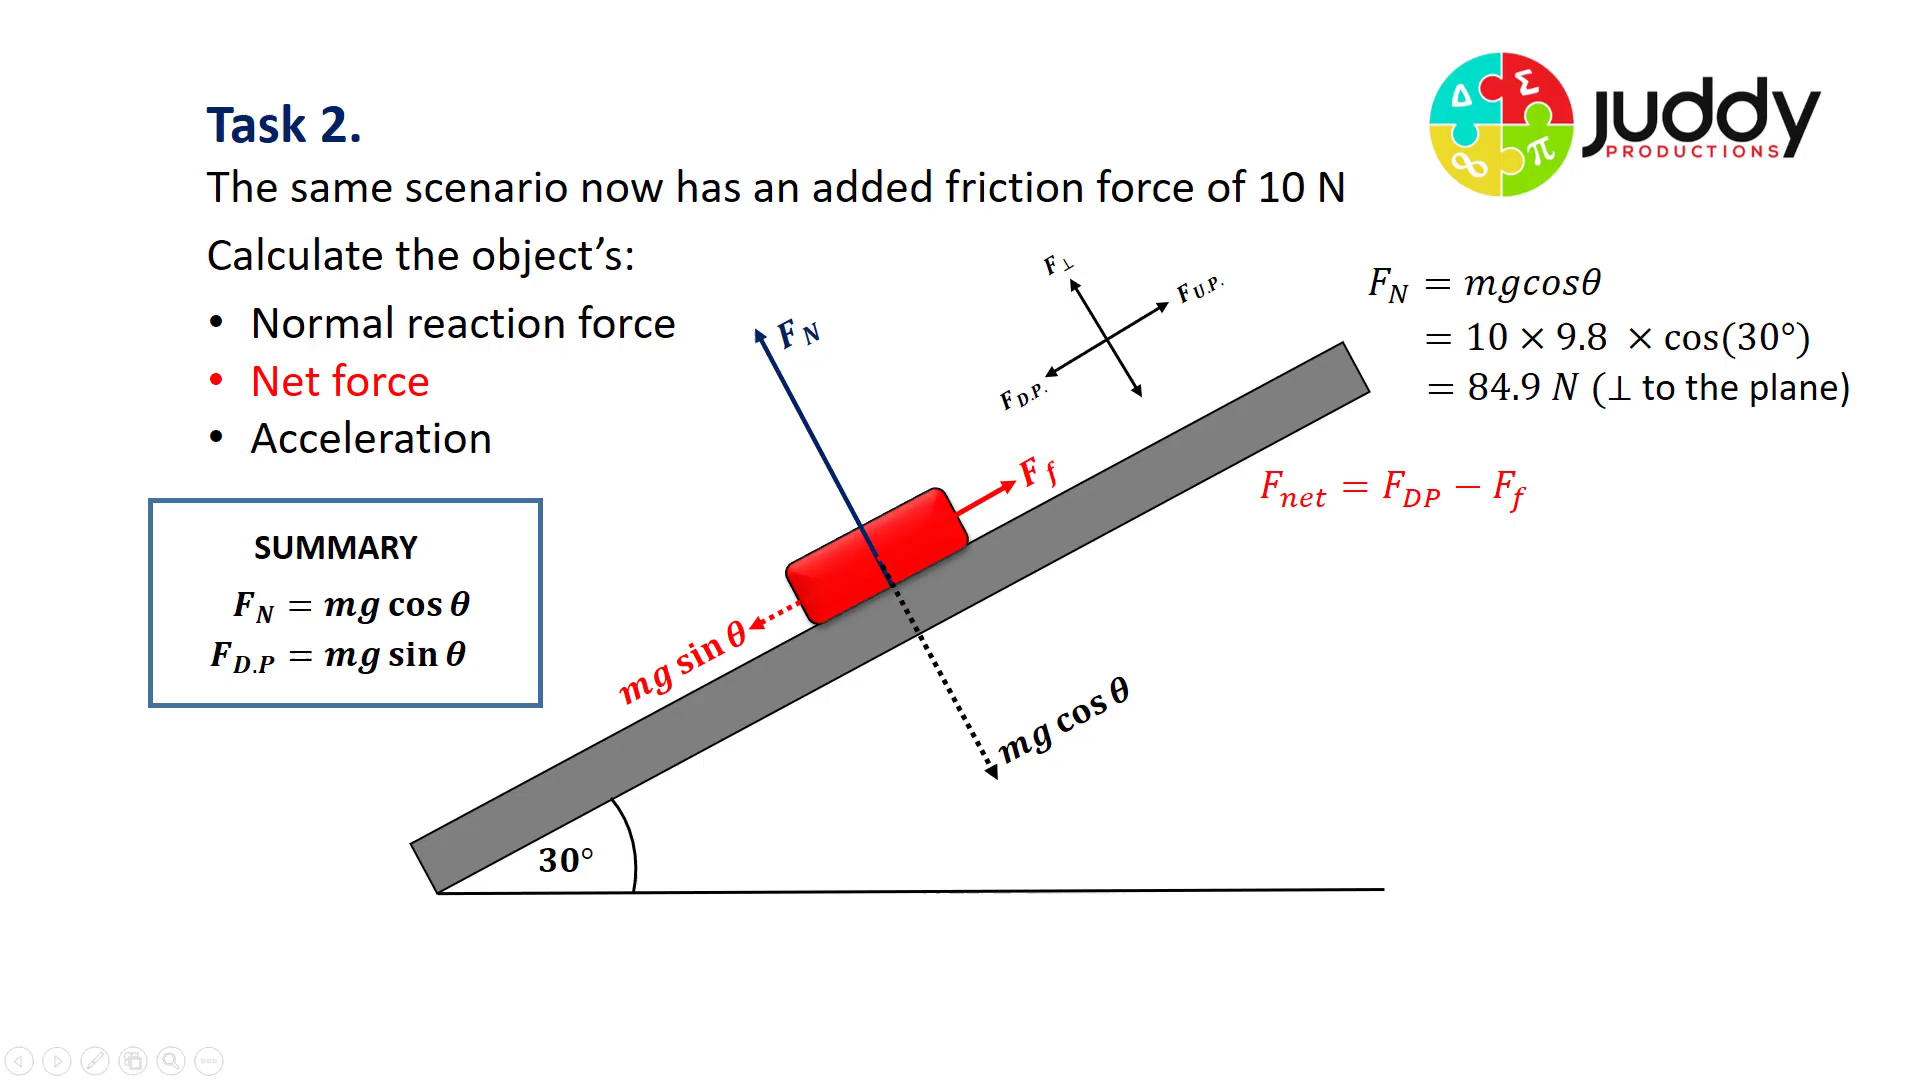 Task 2.
The same scenario now has an added friction force of 10 N
Calculate the object's:
• Normal reaction force
• Net force
• Acceleration
SUMMARY
F_N = mg cos θ
F_D.P = mg sin θ
Δ Σ
∞ π
juddy
PRODUCTIONS
F_⊥
F_U.P.
F_D.P.
F_N
F_f
mg sin θ
mg cos θ
30°
F_N = mgcosθ
= 10 × 9.8 × cos(30°)
= 84.9 N (⊥ to the plane)
F_net = F_DP − F_f